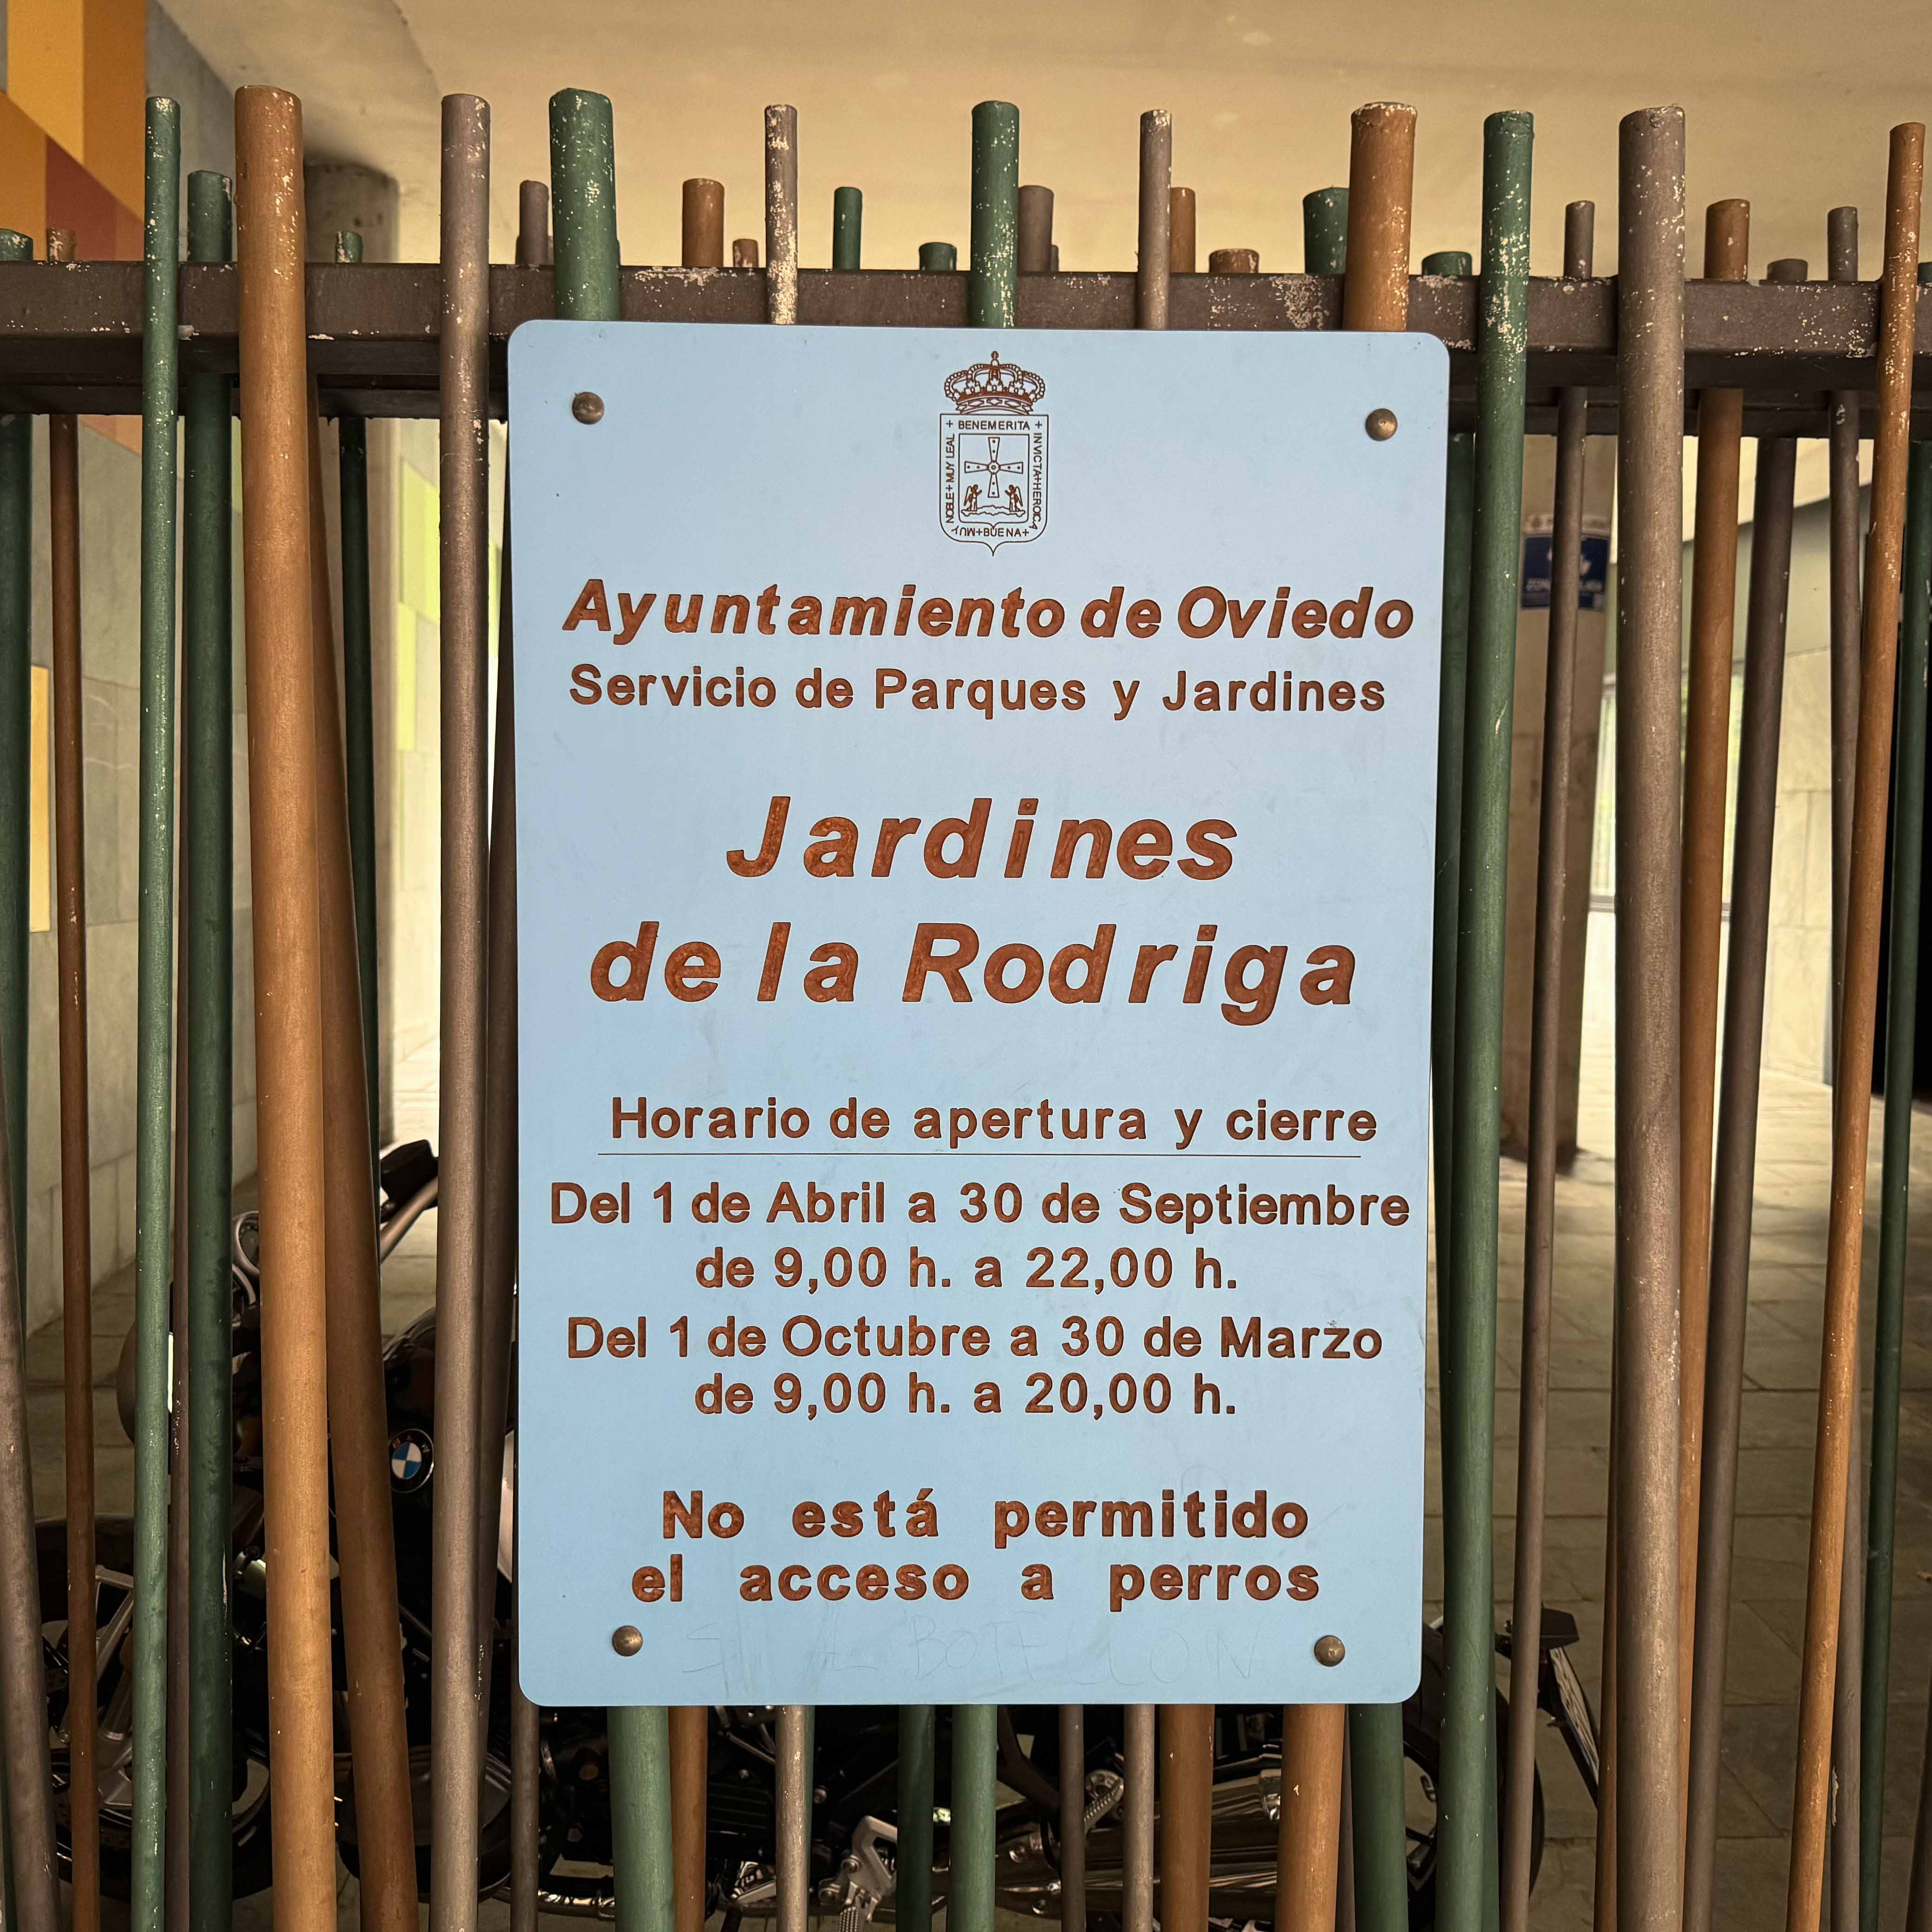 BENEMERITA
INVICTA+HEROICA
NOBLE+MUY LEAL
MUY+BUENA+
Ayuntamiento de Oviedo
Servicio de Parques y Jardines
Jardines
de la Rodriga
Horario de apertura y cierre
Del 1 de Abril a 30 de Septiembre
de 9,00 h. a 22,00 h.
Del 1 de Octubre a 30 de Marzo
de 9,00 h. a 20,00 h.
No está permitido
el acceso a perros